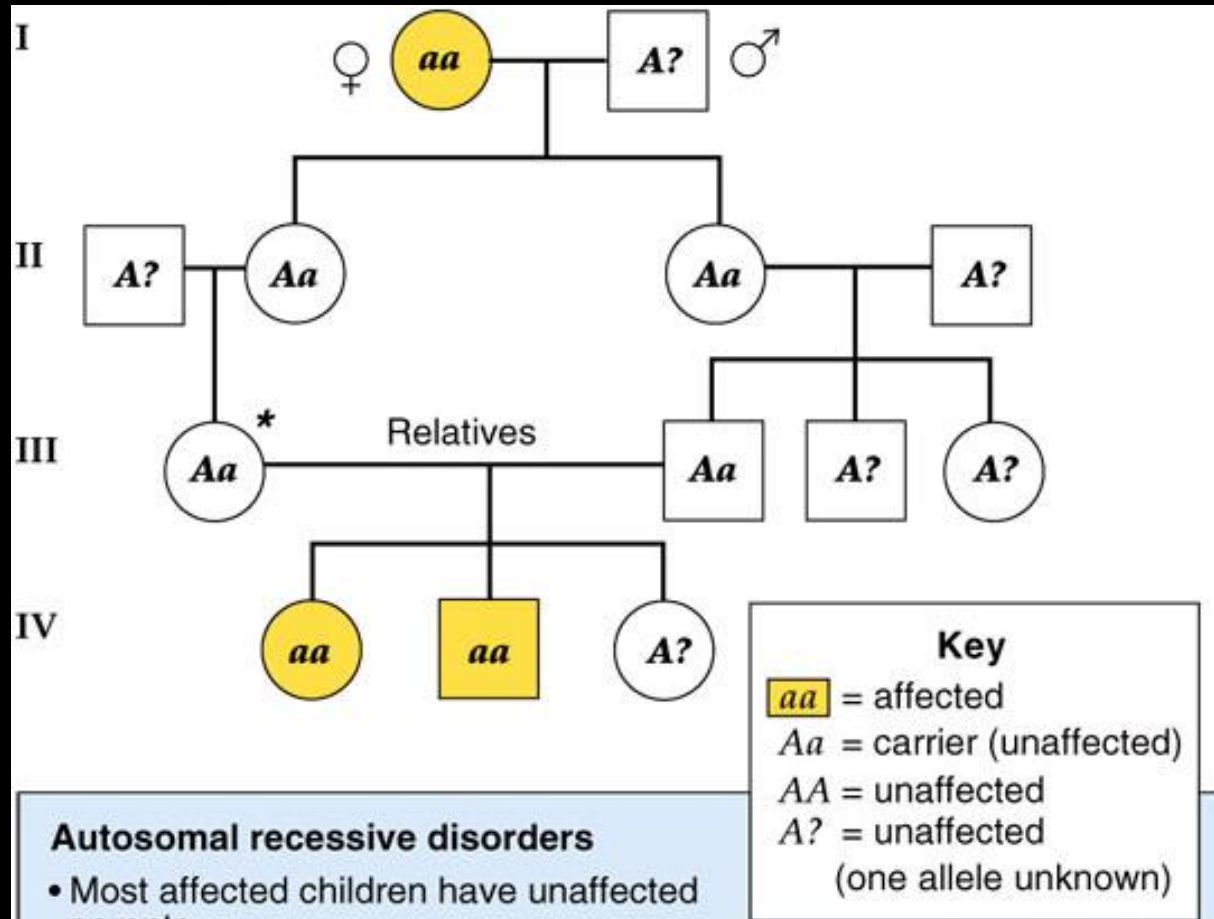 I
♀ aa A? ♂
II
A? Aa Aa A?
III
Aa * Relatives Aa A? A?
IV
aa aa A?
Key
aa = affected
Aa = carrier (unaffected)
AA = unaffected
A? = unaffected
(one allele unknown)
Autosomal recessive disorders
• Most affected children have unaffected